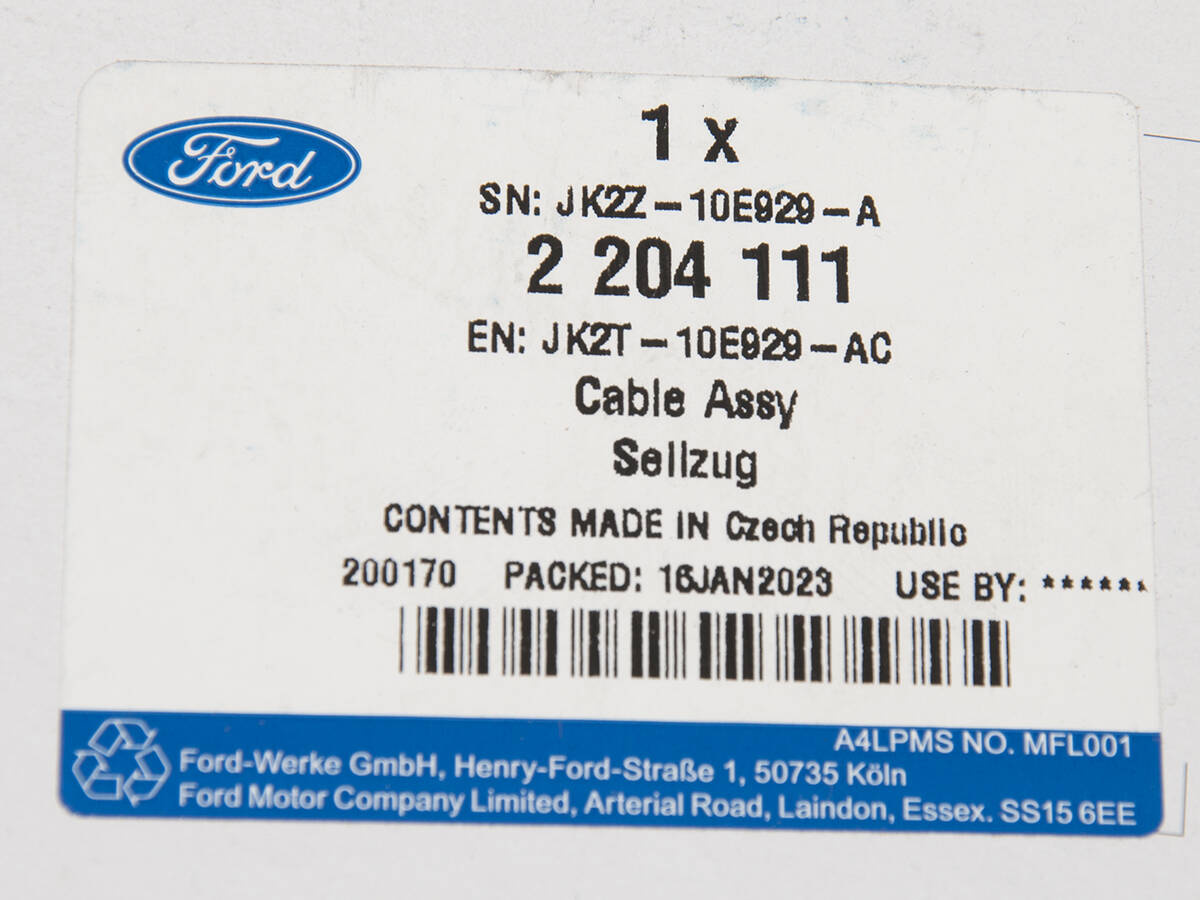 Ford
1 x
SN: JK2Z-10E929-A
2 204 111
EN: JK2T-10E929-AC
Cable Assy
Sellzug
CONTENTS MADE IN Czech Republic
200170 PACKED: 16JAN2023 USE BY: ******
A4LPMS NO. MFL001
Ford-Werke GmbH, Henry-Ford-Straße 1, 50735 Köln
Ford Motor Company Limited, Arterial Road, Laindon, Essex. SS15 6EE